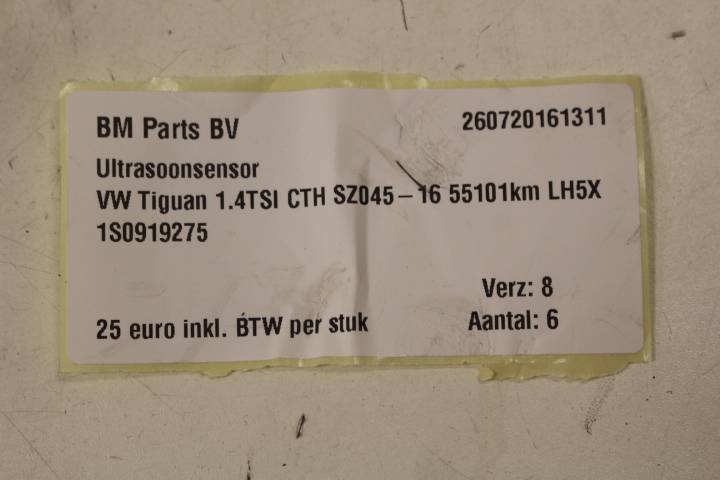 BM Parts BV 260720161311
Ultrasoonsensor
VW Tiguan 1.4TSI CTH SZ045-16 55101km LH5X
1S0919275
Verz: 8
25 euro inkl. BTW per stuk Aantal: 6